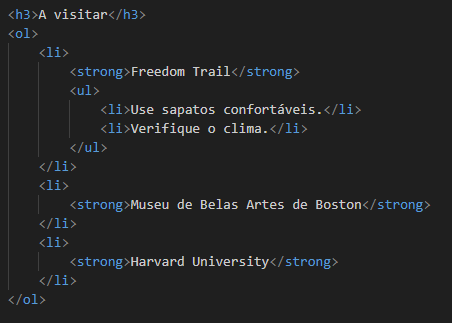 <h3>A visitar</h3>
<ol>
<li>
<strong>Freedom Trail</strong>
<ul>
<li>Use sapatos confortáveis.</li>
<li>Verifique o clima.</li>
</ul>
</li>
<li>
<strong>Museu de Belas Artes de Boston</strong>
</li>
<li>
<strong>Harvard University</strong>
</li>
</ol>